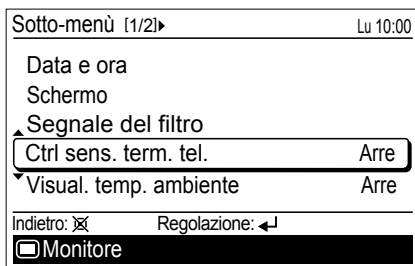 Sotto-menù [1/2]▸ Lu 10:00
Data e ora
Schermo
Segnale del filtro
Ctrl sens. term. tel. Arre
Visual. temp. ambiente Arre
Indietro: Regolazione:
Monitore